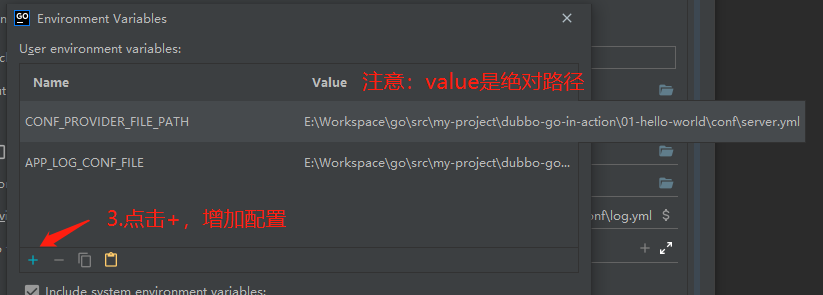 GO
Environment Variables
User environment variables:
Name
Value
注意：value是绝对路径
CONF_PROVIDER_FILE_PATH
E:\Workspace\go\src\my-project\dubbo-go-in-action\01-hello-world\conf\server.yml
APP_LOG_CONF_FILE
E:\Workspace\go\src\my-project\dubbo-go...
3.点击+，增加配置
onf\log.yml $
Include system environment variables: